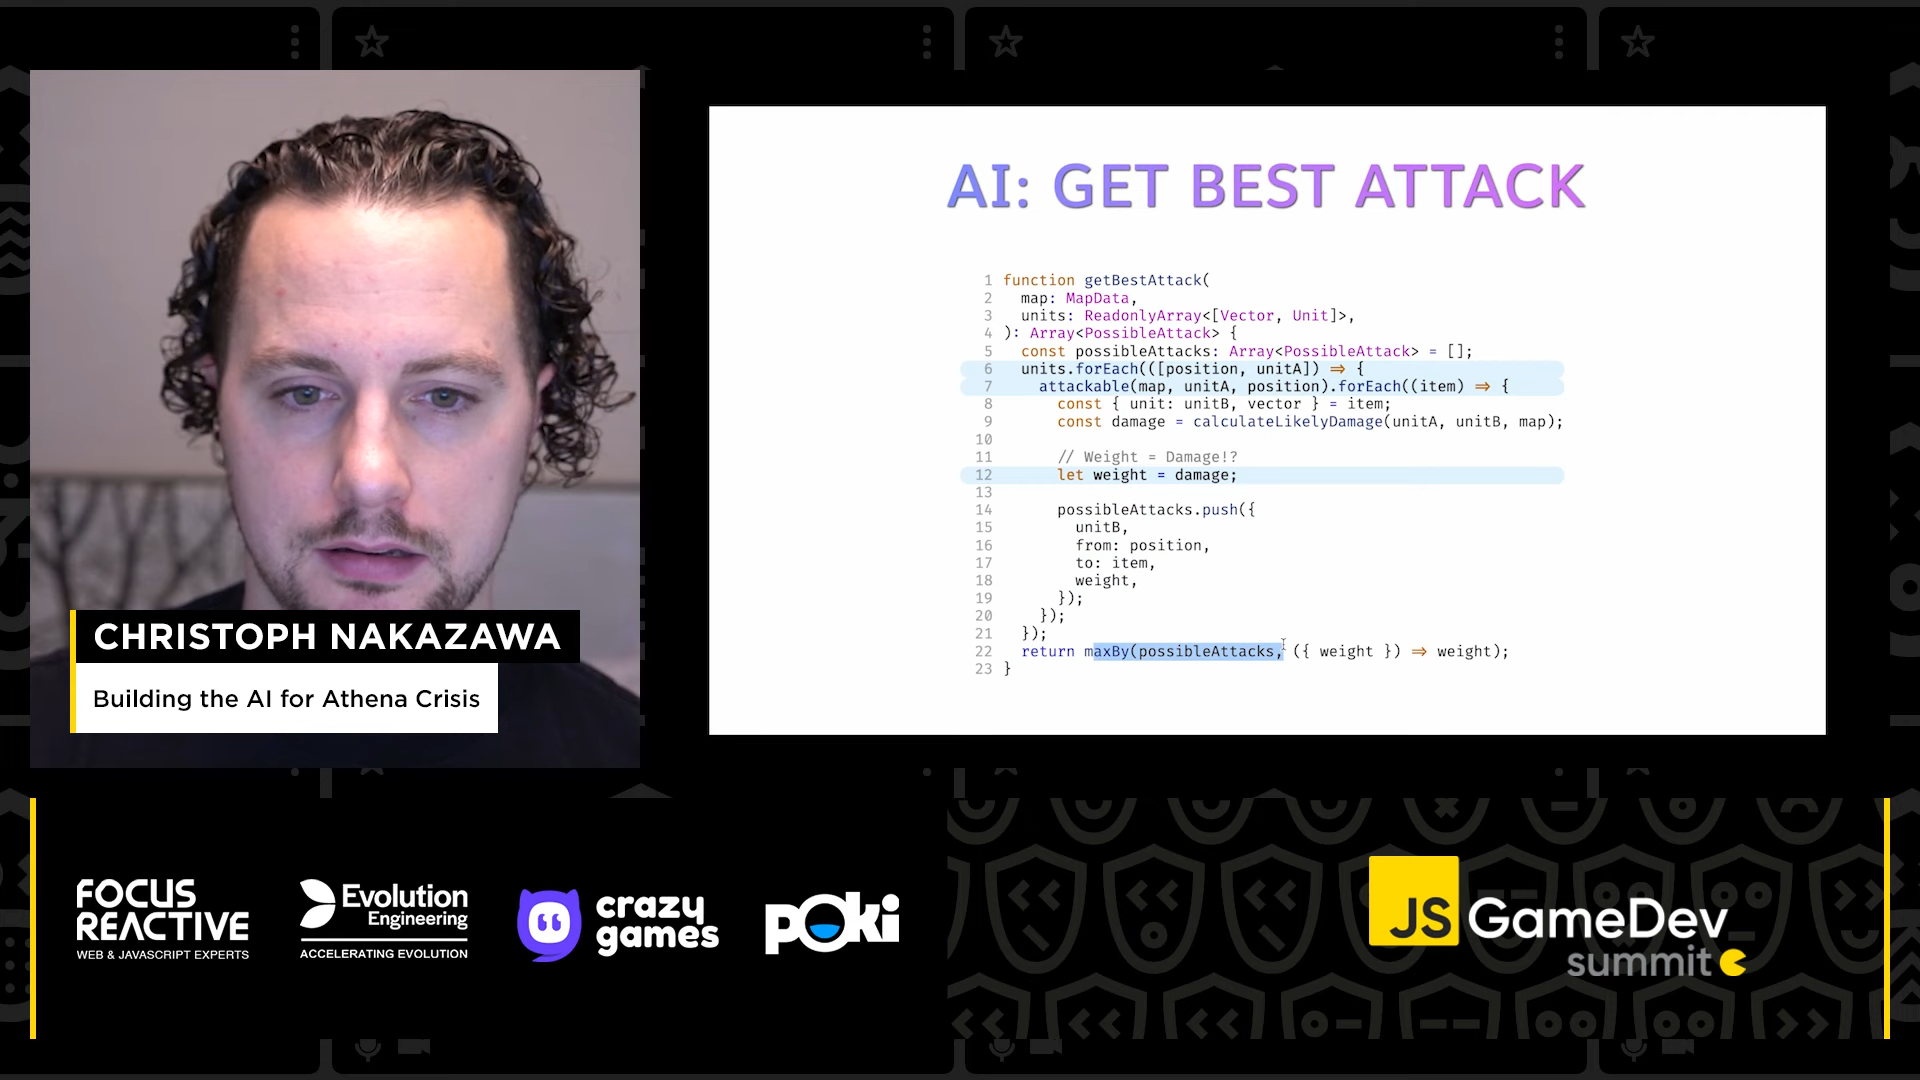 CHRISTOPH NAKAZAWA
Building the AI for Athena Crisis
AI: GET BEST ATTACK
1 function getBestAttack(
2 map: MapData,
3 units: ReadonlyArray<[Vector, Unit]>,
4 ): Array<PossibleAttack> {
5 const possibleAttacks: Array<PossibleAttack> = [];
6 units.forEach(([position, unitA]) => {
7 attackable(map, unitA, position).forEach((item) => {
8 const { unit: unitB, vector } = item;
9 const damage = calculateLikelyDamage(unitA, unitB, map);
10
11 // Weight = Damage!?
12 let weight = damage;
13
14 possibleAttacks.push({
15 unitB,
16 from: position,
17 to: item,
18 weight,
19 });
20 });
21 });
22 return maxBy(possibleAttacks, ({ weight }) => weight);
23 }
FOCUS
REACTIVE
WEB & JAVASCRIPT EXPERTS
Evolution
Engineering
ACCELERATING EVOLUTION
crazy
games
poki
JS GameDev
summit